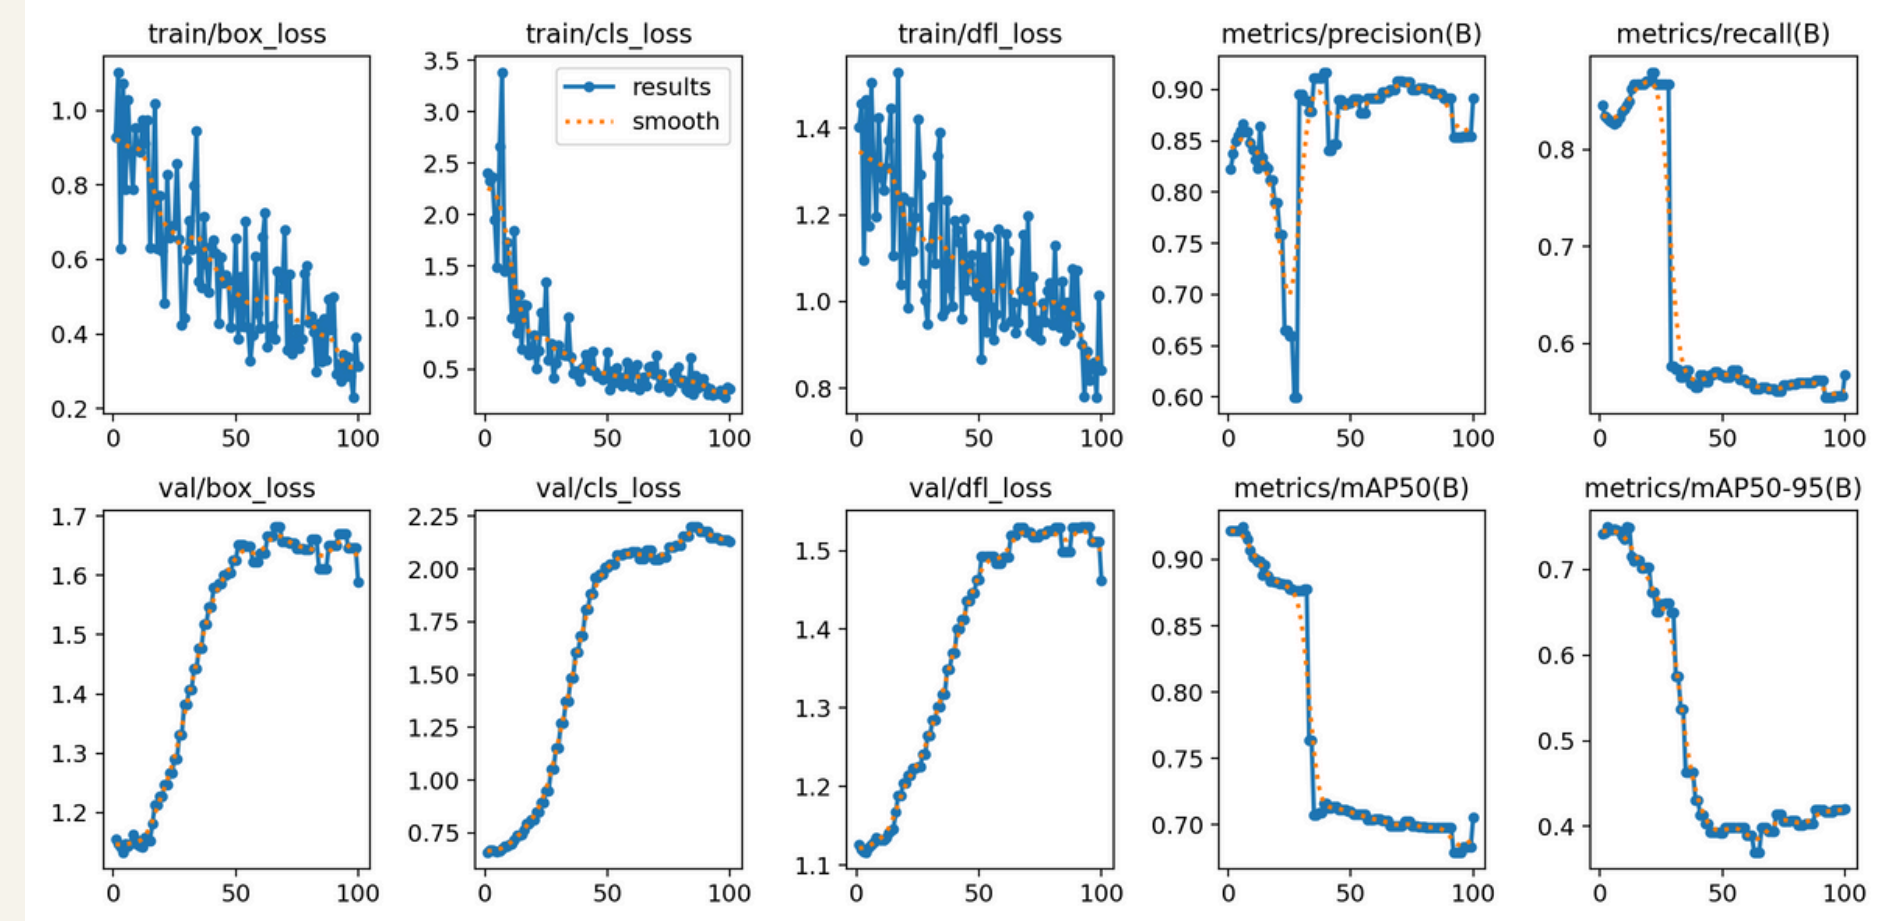 train/box_loss
1.0
0.8
0.6
0.4
0.2
0 50 100
train/cls_loss
results
smooth
3.5
3.0
2.5
2.0
1.5
1.0
0.5
0 50 100
train/dfl_loss
1.4
1.2
1.0
0.8
0 50 100
metrics/precision(B)
0.90
0.85
0.80
0.75
0.70
0.65
0.60
0 50 100
metrics/recall(B)
0.8
0.7
0.6
0 50 100
val/box_loss
1.7
1.6
1.5
1.4
1.3
1.2
0 50 100
val/cls_loss
2.25
2.00
1.75
1.50
1.25
1.00
0.75
0 50 100
val/dfl_loss
1.5
1.4
1.3
1.2
1.1
0 50 100
metrics/mAP50(B)
0.90
0.85
0.80
0.75
0.70
0 50 100
metrics/mAP50-95(B)
0.7
0.6
0.5
0.4
0 50 100